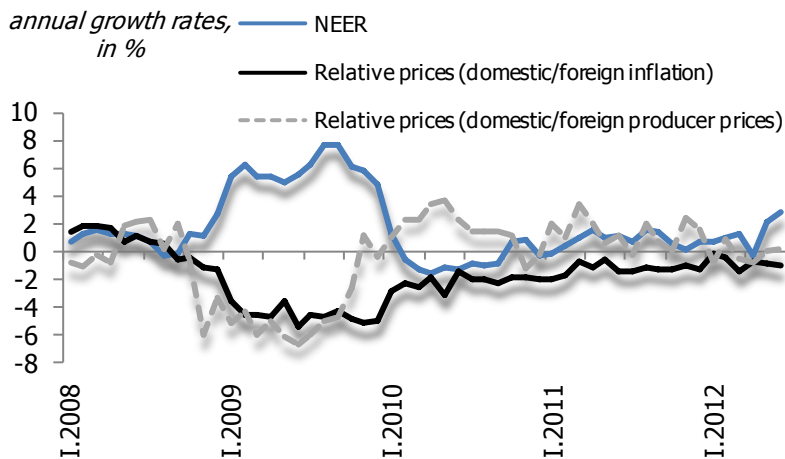 annual growth rates,
in %
NEER
Relative prices (domestic/foreign inflation)
Relative prices (domestic/foreign producer prices)
10
8
6
4
2
0
-2
-4
-6
-8
I.2008
I.2009
I.2010
I.2011
I.2012